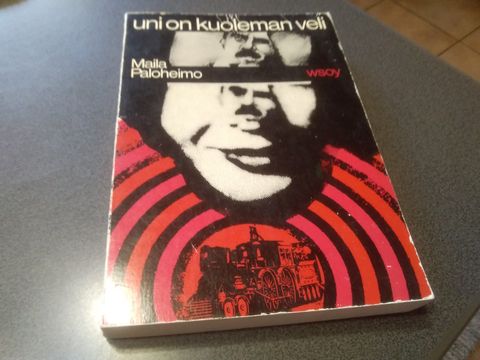 uni on kuoleman veli
Maila
Paloheimo
wsoy